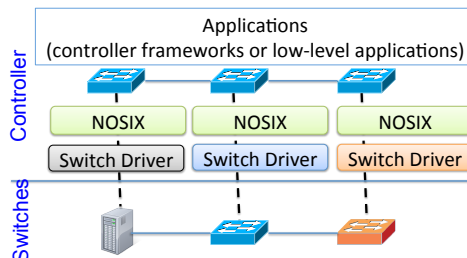 Applications
(controller frameworks or low-level applications)
Controller
NOSIX NOSIX NOSIX
Switch Driver Switch Driver Switch Driver
Switches